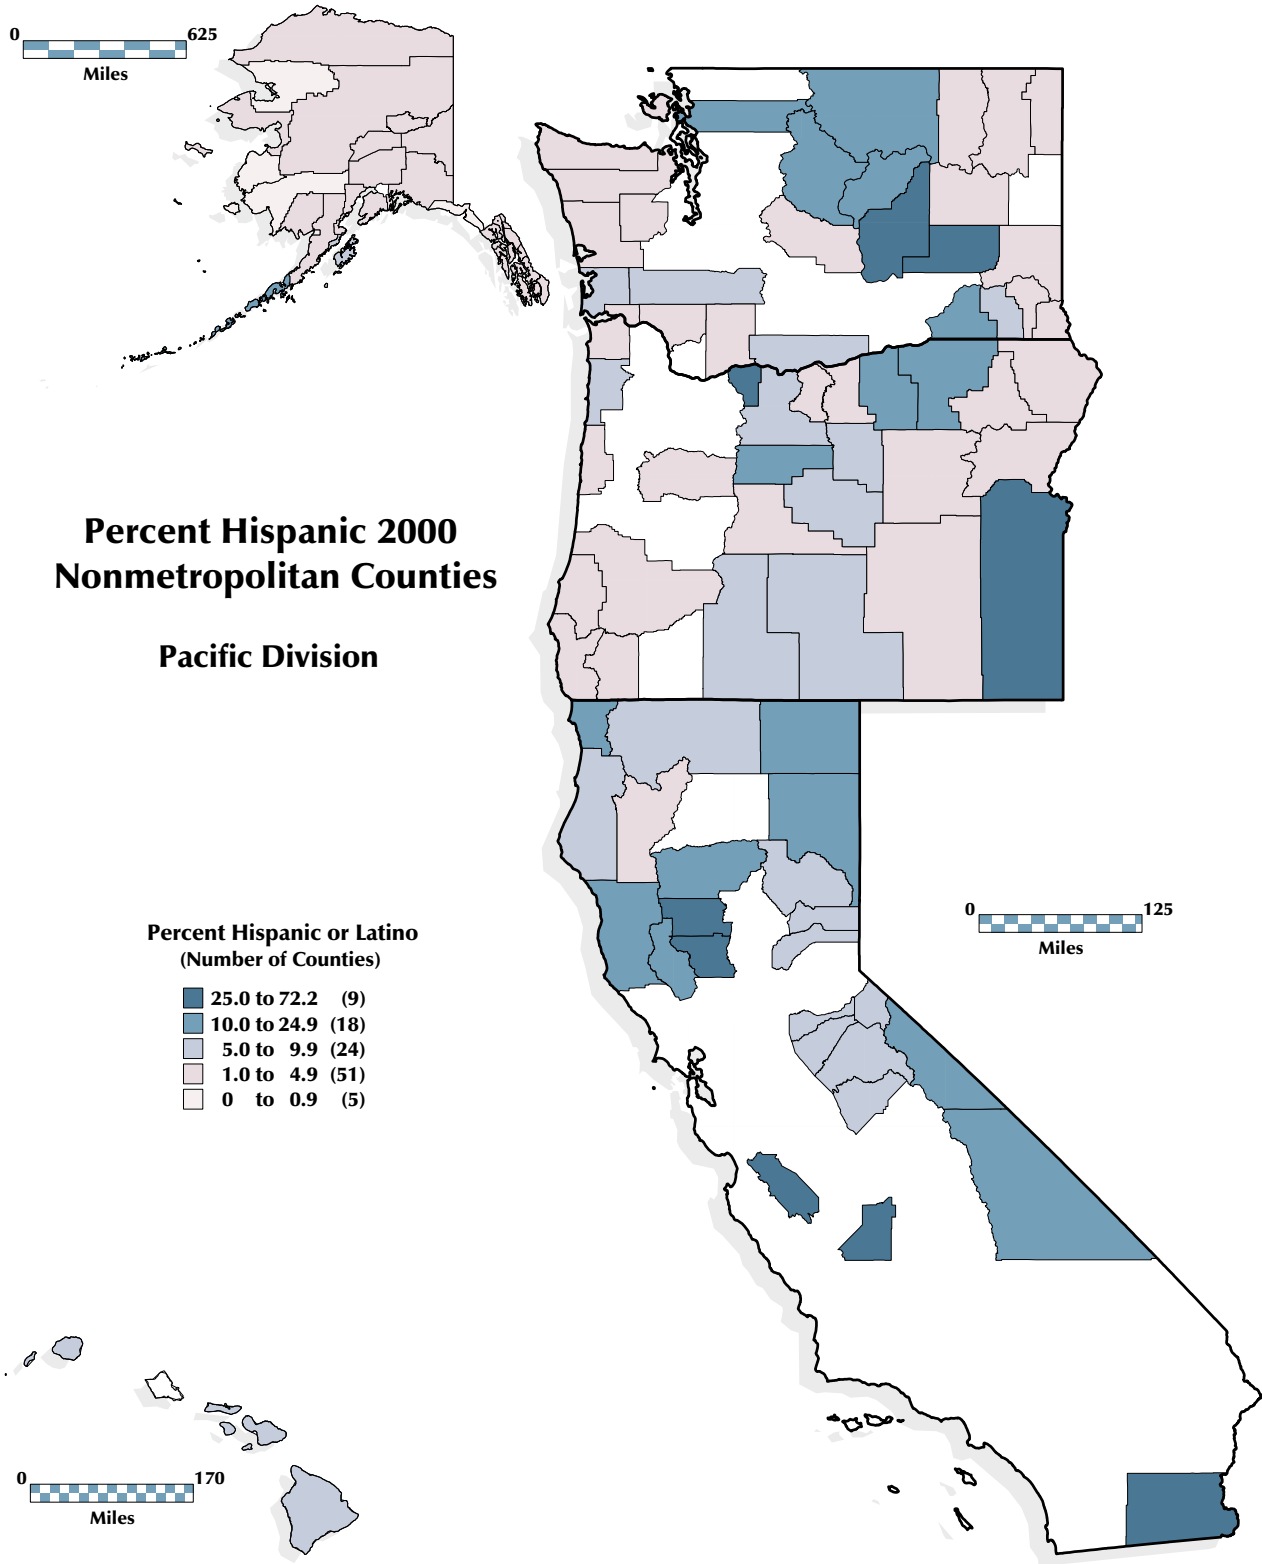 0 625
Miles
Percent Hispanic 2000
Nonmetropolitan Counties
Pacific Division
0 125
Miles
Percent Hispanic or Latino
(Number of Counties)
25.0 to 72.2 (9)
10.0 to 24.9 (18)
5.0 to 9.9 (24)
1.0 to 4.9 (51)
0 to 0.9 (5)
0 170
Miles